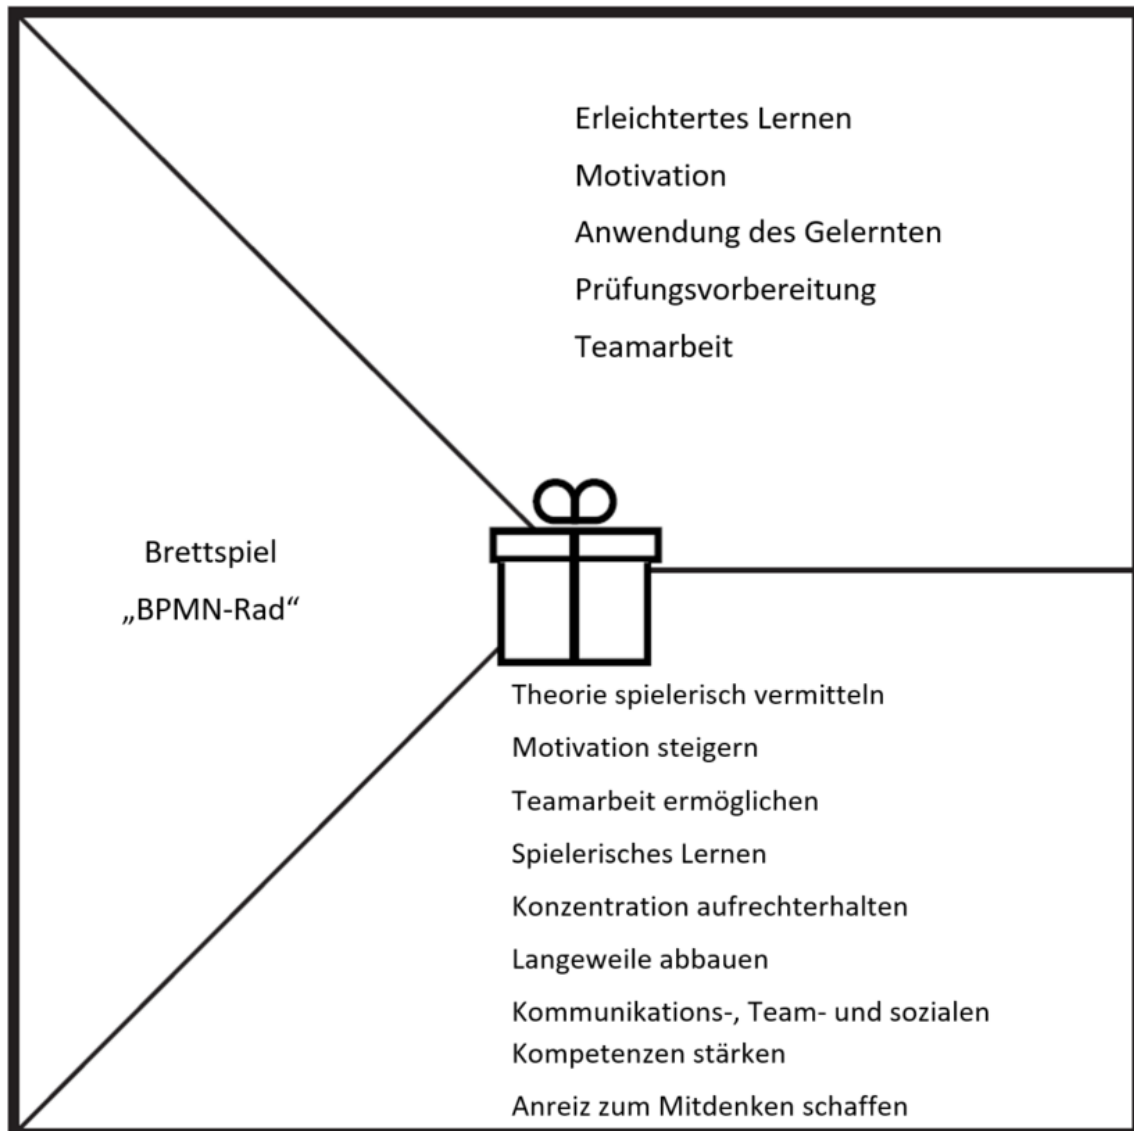 Erleichtertes Lernen
Motivation
Anwendung des Gelernten
Prüfungsvorbereitung
Teamarbeit
Brettspiel
„BPMN-Rad“
Theorie spielerisch vermitteln
Motivation steigern
Teamarbeit ermöglichen
Spielerisches Lernen
Konzentration aufrechterhalten
Langeweile abbauen
Kommunikations-, Team- und sozialen
Kompetenzen stärken
Anreiz zum Mitdenken schaffen